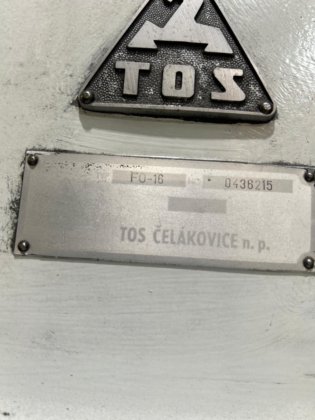 TOS
FO-16 • 0436215
TOS ČELÁKOVICE n. p.